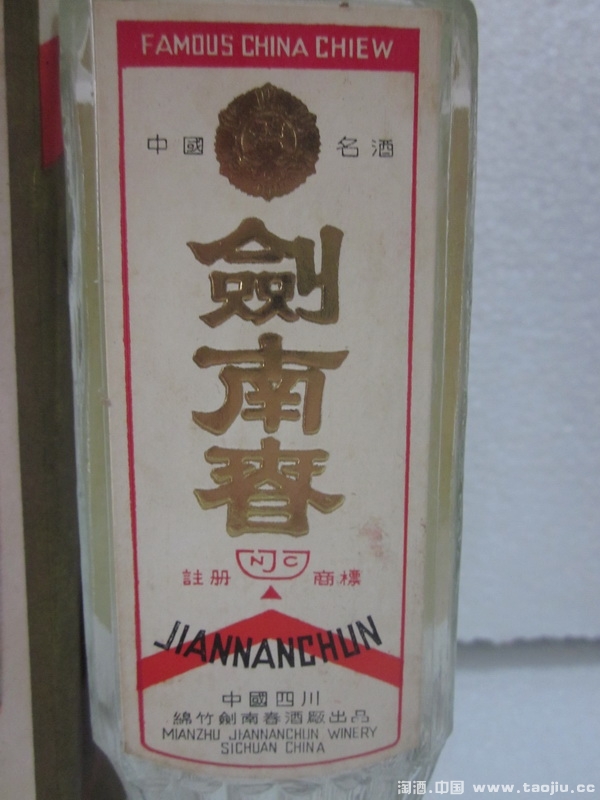 FAMOUS CHINA CHIEW
中國 名酒
劍南春
NJC
註册 商標
JIANNANCHUN
中國四川
綿竹劍南春酒厰出品
MIANZHU JIANNANCHUN WINERY
SICHUAN CHINA
淘酒.中国 www.taojiu.cc